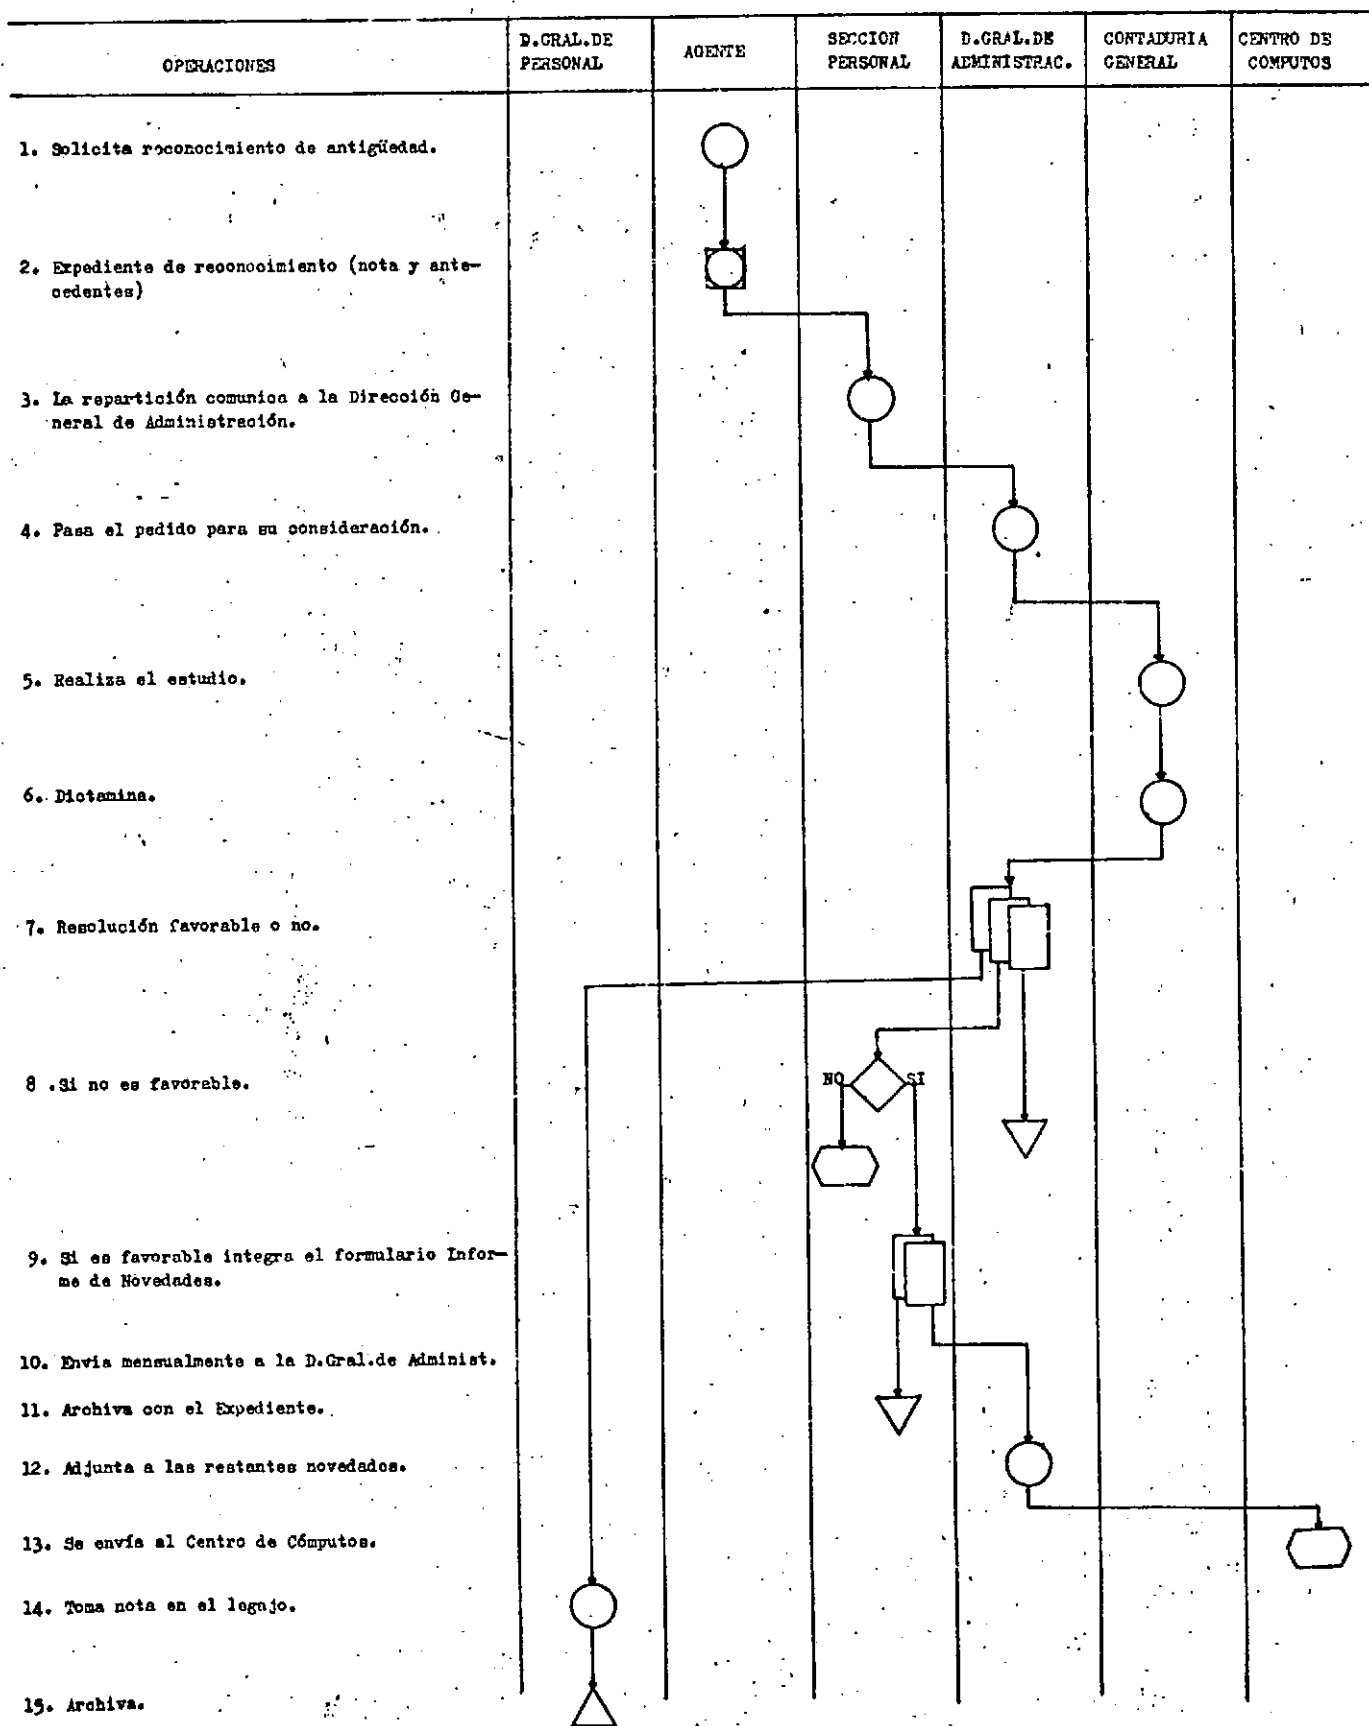 OPERACIONES
D.GRAL.DE
PERSONAL
AGENTE
SECCION
PERSONAL
D.GRAL.DE
ADMINISTRAC.
CONTADURIA
GENERAL
CENTRO DE
COMPUTOS
1. Solicita reconocimiento de antigüedad.
2. Expediente de reconocimiento (nota y ante-
cedentes)
3. La repartición comunica a la Dirección Ge-
neral de Administración.
4. Pasa el pedido para su consideración.
5. Realiza el estudio.
6. Dictamina.
7. Resolución favorable o no.
8 .Si no es favorable.
NO
SI
9. Si es favorable integra el formulario Infor-
me de Novedades.
10. Envia mensualmente a la D.Gral.de Administ.
11. Archiva con el Expediente.
12. Adjunta a las restantes novedados.
13. Se envía al Centro de Cómputos.
14. Toma nota en el legajo.
15. Archiva.